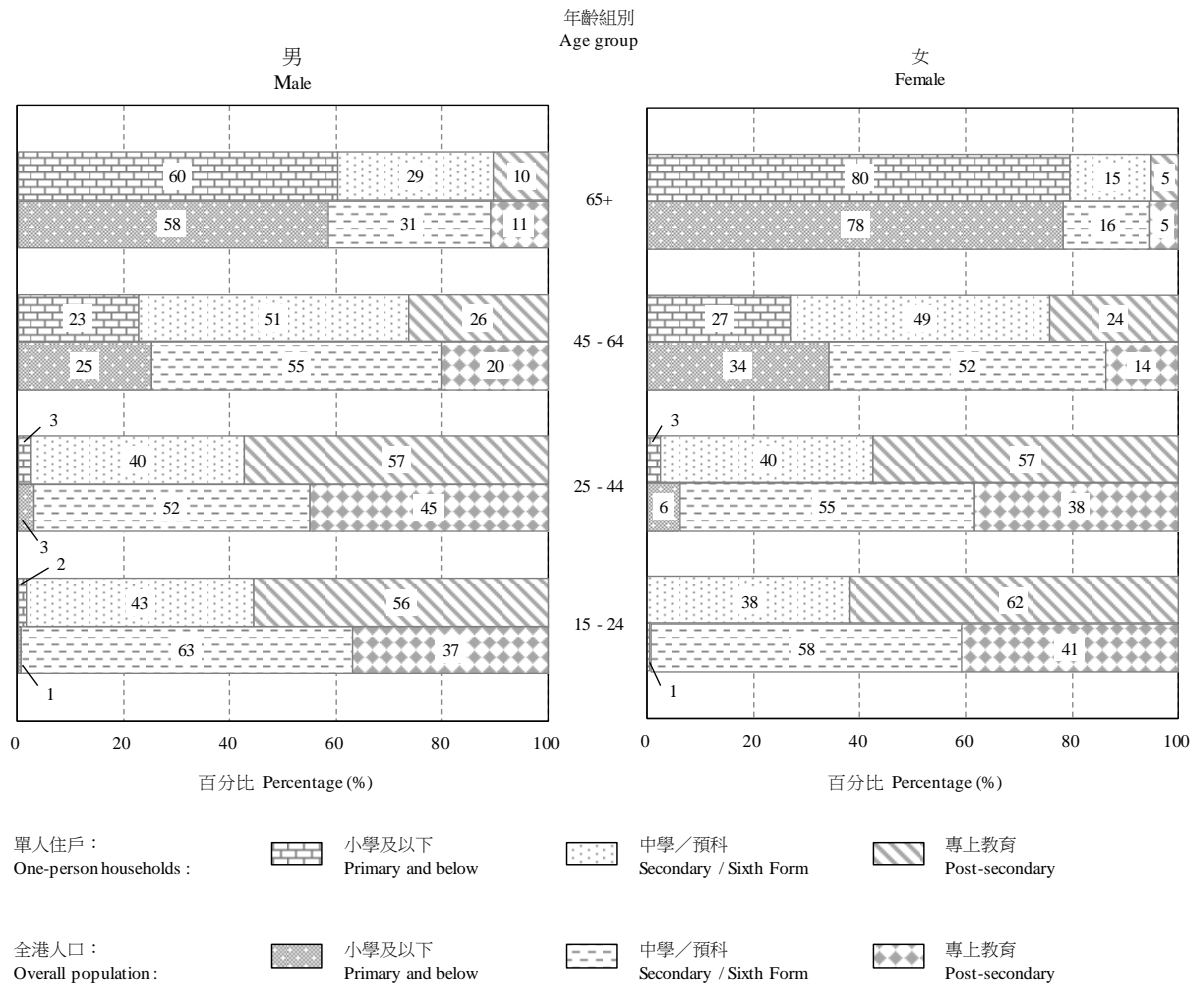 年齡組別
Age group
男
Male
女
Female
60 29 10
58 31 11
65+
80 15 5
78 16 5
23 51 26
25 55 20
45 - 64
27 49 24
34 52 14
3
40 57
52 45
3
25 - 44
3
40 57
6 55 38
2
43 56
63 37
1
15 - 24
38 62
58 41
1
0 20 40 60 80 100
百分比 Percentage (%)
0 20 40 60 80 100
百分比 Percentage (%)
單人住戶：
One-person households :
小學及以下
Primary and below
中學／預科
Secondary / Sixth Form
專上教育
Post-secondary
全港人口：
Overall population :
小學及以下
Primary and below
中學／預科
Secondary / Sixth Form
專上教育
Post-secondary